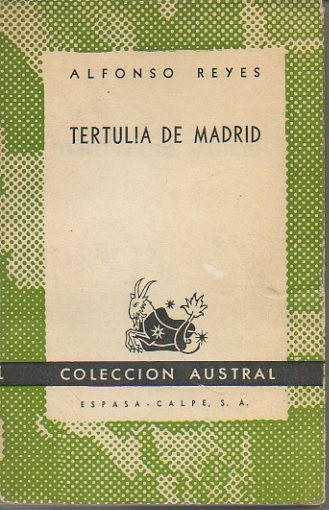 ALFONSO REYES
TERTULIA DE MADRID
COLECCION AUSTRAL
ESPASA - CALPE, S. A.